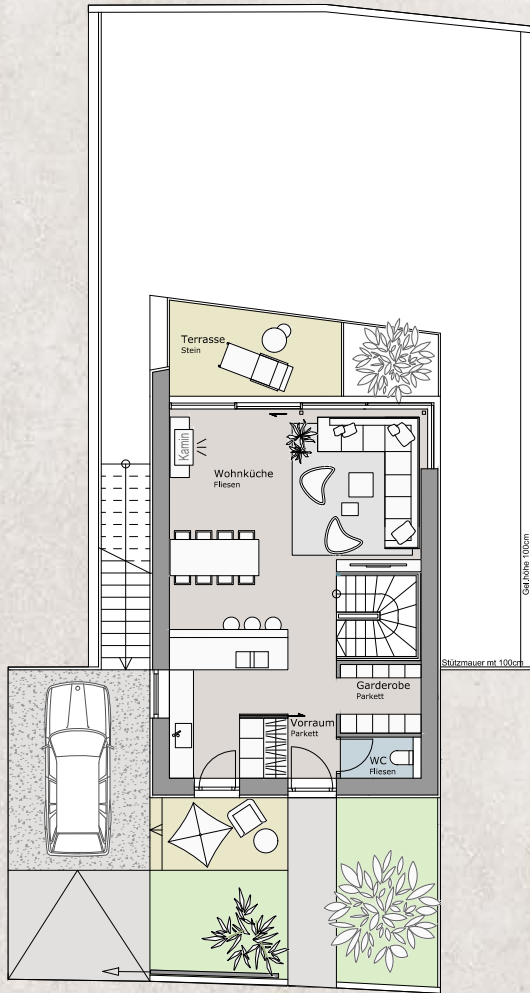 Terrasse
Stein
Kamin
Wohnküche
Fliesen
Gel.höhe 100cm
Stützmauer mt 100cm
Garderobe
Parkett
Vorraum
Parkett
WC
Fliesen